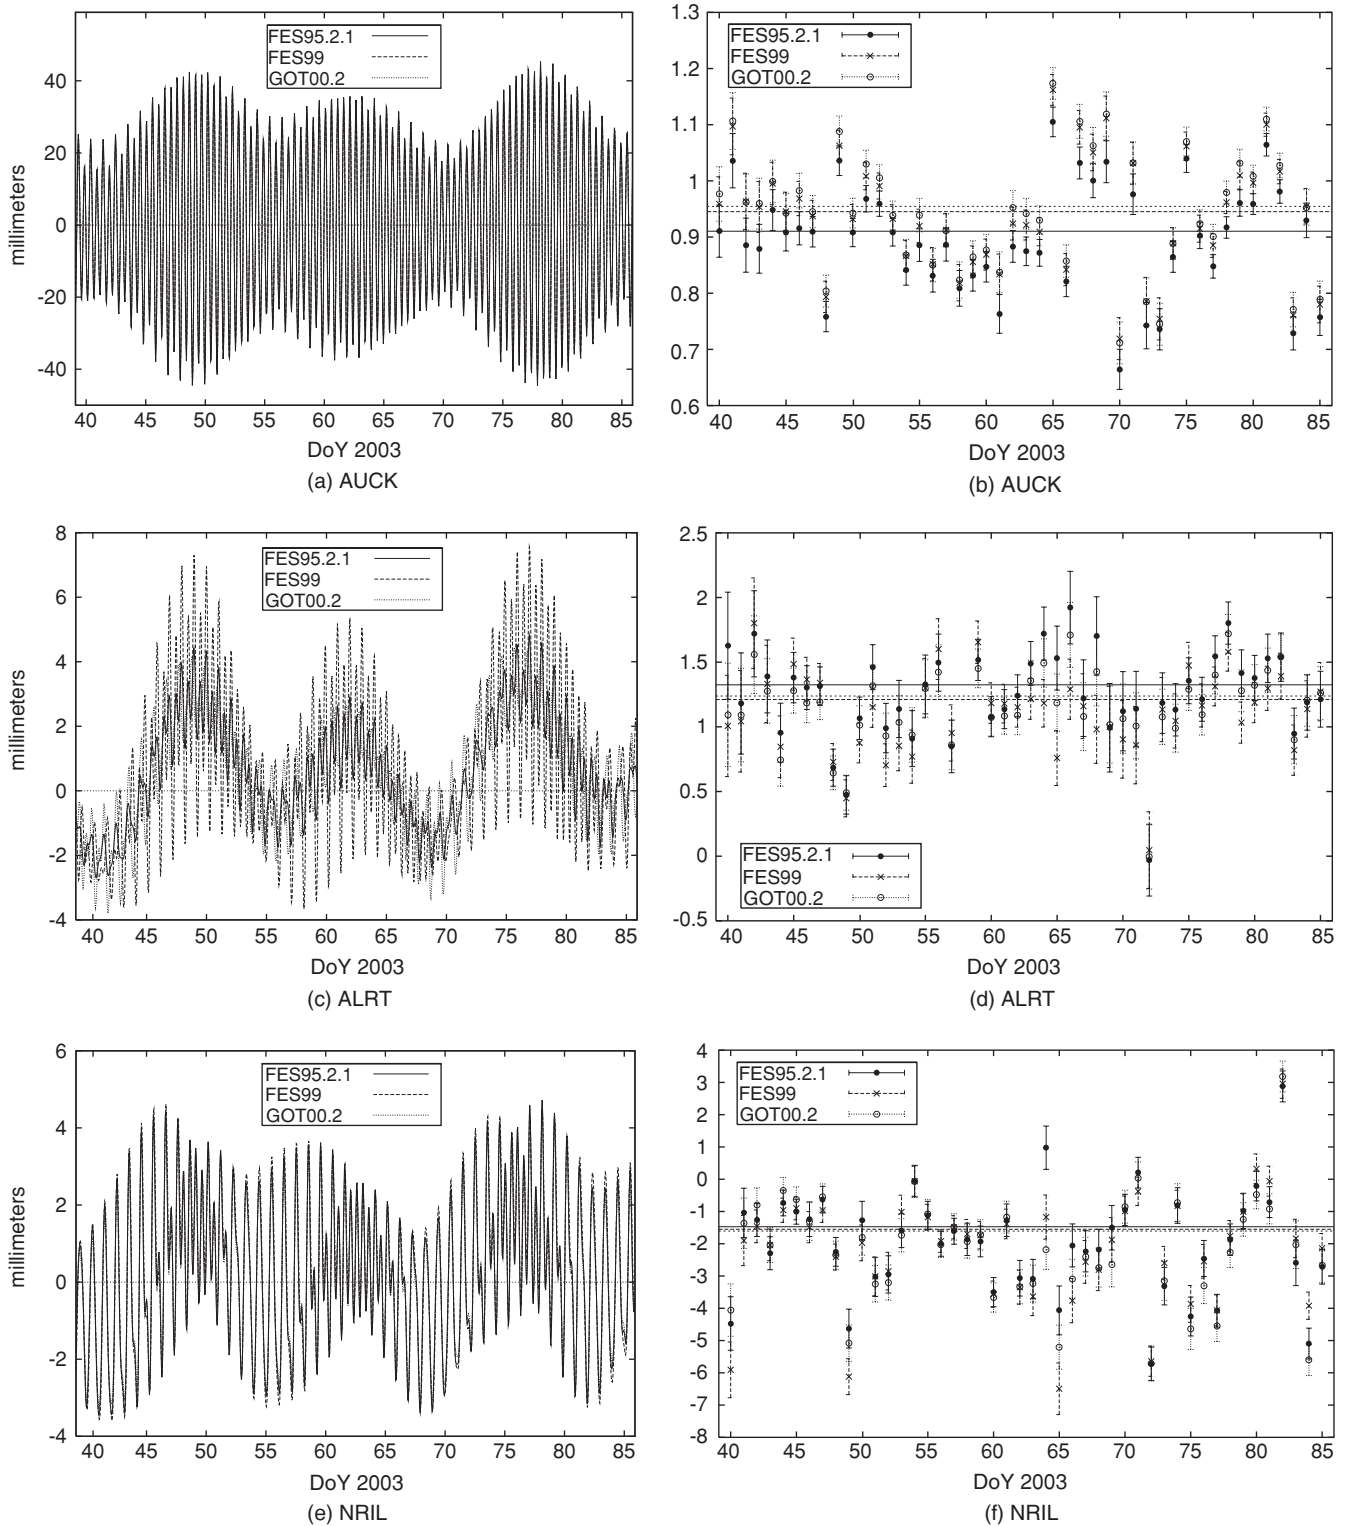 FES95.2.1
FES99
GOT00.2
40
20
0
-20
-40
millimeters
40 45 50 55 60 65 70 75 80 85
DoY 2003
(a) AUCK
FES95.2.1
FES99
GOT00.2
1.3
1.2
1.1
1
0.9
0.8
0.7
0.6
40 45 50 55 60 65 70 75 80 85
DoY 2003
(b) AUCK
FES95.2.1
FES99
GOT00.2
8
6
4
2
0
-2
-4
millimeters
40 45 50 55 60 65 70 75 80 85
DoY 2003
(c) ALRT
2.5
2
1.5
1
0.5
0
-0.5
FES95.2.1
FES99
GOT00.2
40 45 50 55 60 65 70 75 80 85
DoY 2003
(d) ALRT
FES95.2.1
FES99
GOT00.2
6
4
2
0
-2
-4
millimeters
40 45 50 55 60 65 70 75 80 85
DoY 2003
(e) NRIL
FES95.2.1
FES99
GOT00.2
4
3
2
1
0
-1
-2
-3
-4
-5
-6
-7
-8
40 45 50 55 60 65 70 75 80 85
DoY 2003
(f) NRIL